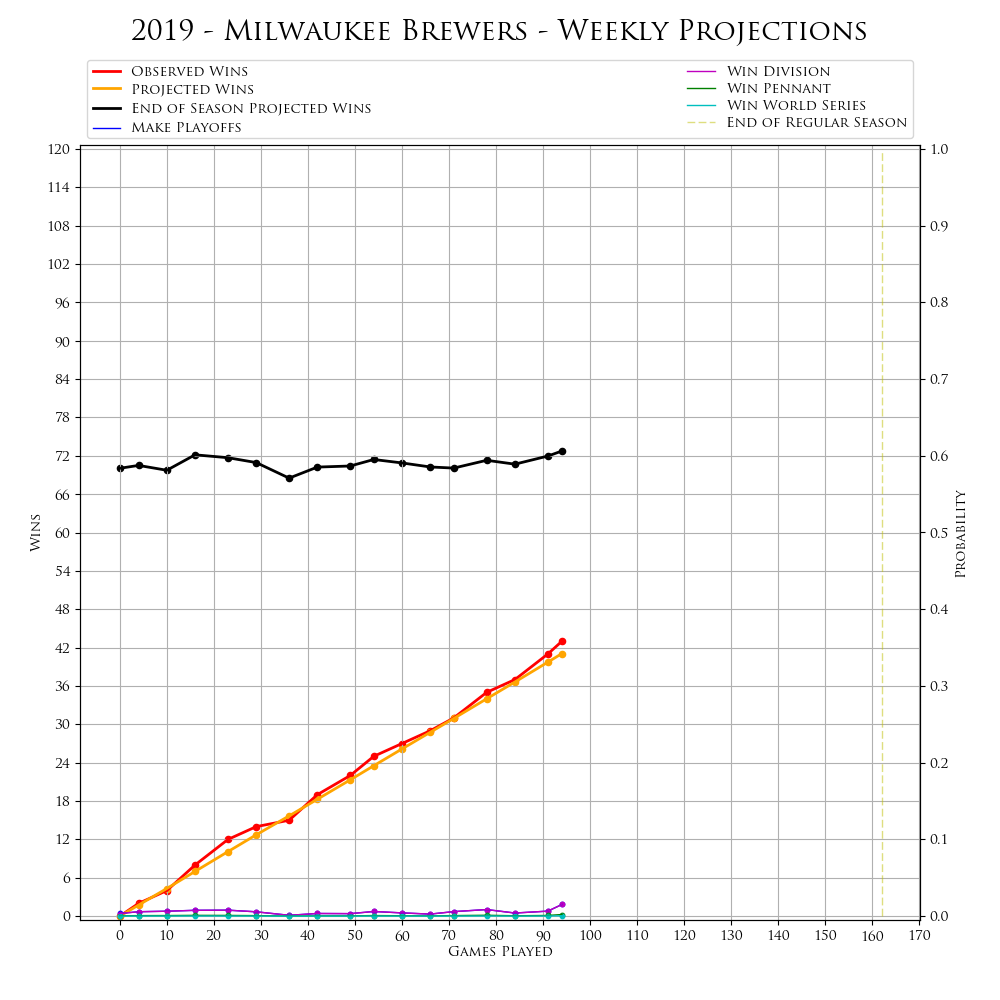 2019 - Milwaukee Brewers - Weekly Projections
Observed Wins
Projected Wins
End of Season Projected Wins
Make Playoffs
Win Division
Win Pennant
Win World Series
End of Regular Season
120
114
108
102
96
90
84
78
72
66
60
54
48
42
36
30
24
18
12
6
0
Wins
1.0
0.9
0.8
0.7
0.6
0.5
0.4
0.3
0.2
0.1
0.0
Probability
0 10 20 30 40 50 60 70 80 90 100 110 120 130 140 150 160 170
Games Played